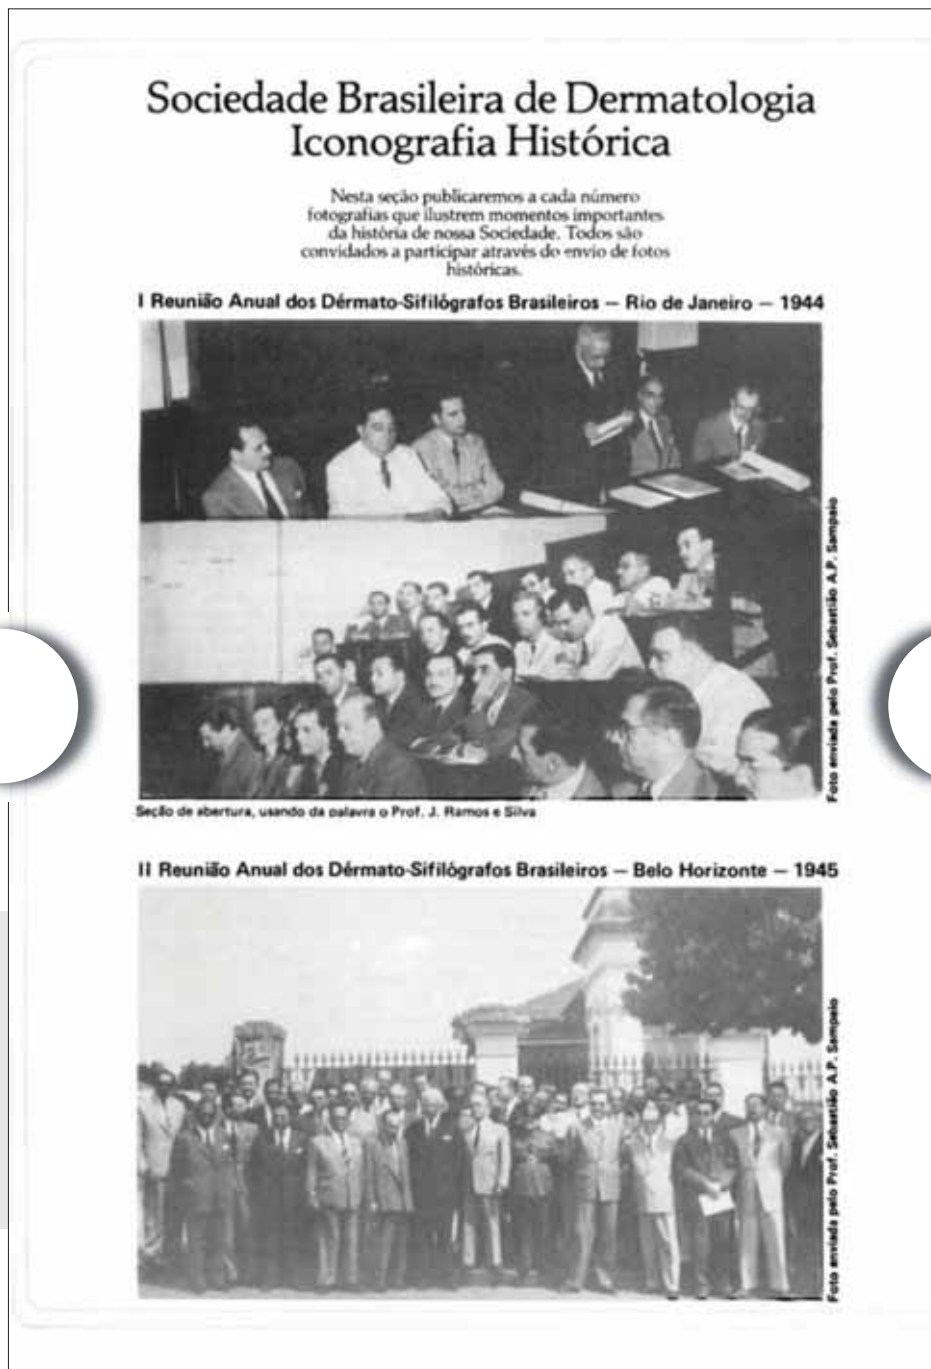 Sociedade Brasileira de Dermatologia
Iconografia Histórica
Nesta seção publicaremos a cada número
fotografias que ilustrem momentos importantes
da história de nossa Sociedade. Todos são
convidados a participar através do envio de fotos
históricas.
I Reunião Anual dos Dérmato-Sifilógrafos Brasileiros — Rio de Janeiro — 1944
Foto enviada pelo Prof. Sebastião A.P. Sampaio
Seção de abertura, usando da palavra o Prof. J. Ramos e Silva
II Reunião Anual dos Dérmato-Sifilógrafos Brasileiros — Belo Horizonte — 1945
Foto enviada pelo Prof. Sebastião A.P. Sampaio